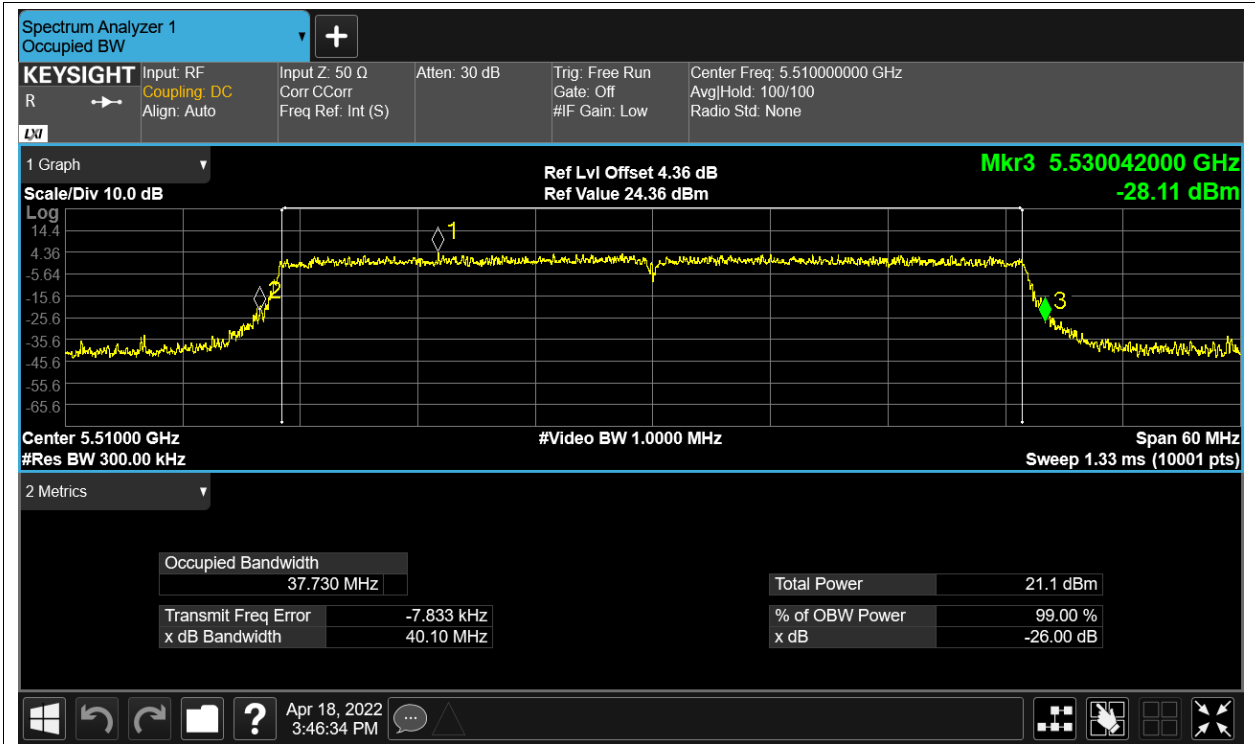 Spectrum Analyzer 1
Occupied BW
KEYSIGHT
R
LXI
Input: RF
Coupling: DC
Align: Auto
Input Z: 50 Ω
Corr CCorr
Freq Ref: Int (S)
Atten: 30 dB
Trig: Free Run
Gate: Off
#IF Gain: Low
Center Freq: 5.510000000 GHz
Avg|Hold: 100/100
Radio Std: None
1 Graph
Scale/Div 10.0 dB
Ref Lvl Offset 4.36 dB
Ref Value 24.36 dBm
Mkr3 5.530042000 GHz
-28.11 dBm
Log
14.4
4.36
-5.64
-15.6
-25.6
-35.6
-45.6
-55.6
-65.6
1
2
3
Center 5.51000 GHz
#Res BW 300.00 kHz
#Video BW 1.0000 MHz
Span 60 MHz
Sweep 1.33 ms (10001 pts)
2 Metrics
Occupied Bandwidth
37.730 MHz
Transmit Freq Error -7.833 kHz
x dB Bandwidth 40.10 MHz
Total Power 21.1 dBm
% of OBW Power 99.00 %
x dB -26.00 dB
?
Apr 18, 2022
3:46:34 PM